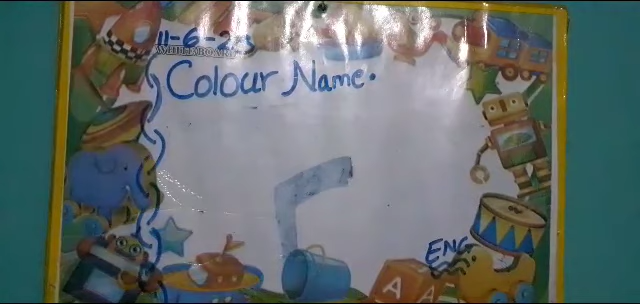 11-6-23
WHITEBOARD
Colour Name.
ENG
A A